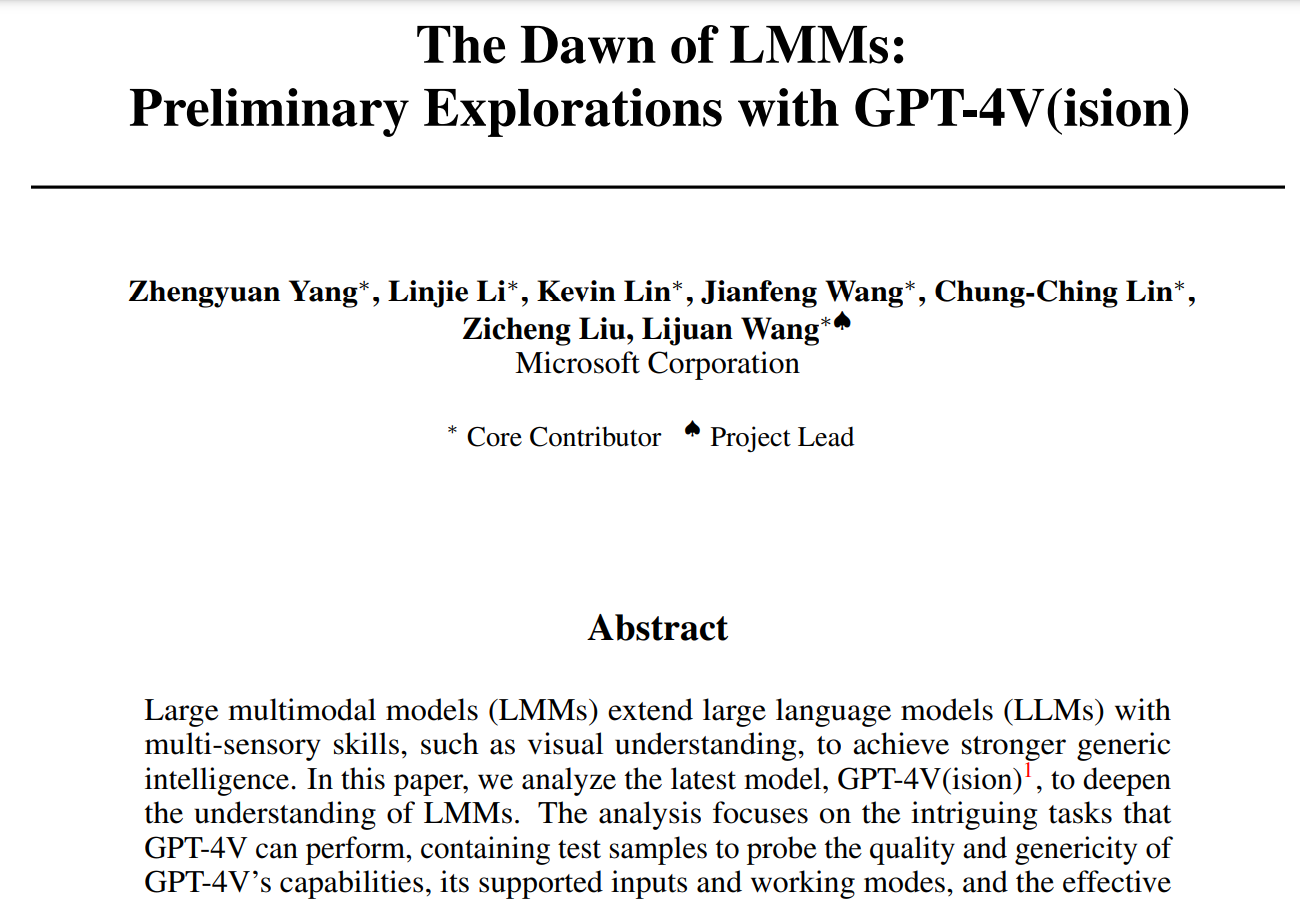 The Dawn of LMMs:
Preliminary Explorations with GPT-4V(ision)
Zhengyuan Yang*, Linjie Li*, Kevin Lin*, Jianfeng Wang*, Chung-Ching Lin*,
Zicheng Liu, Lijuan Wang*♠
Microsoft Corporation
* Core Contributor ♠ Project Lead
Abstract
Large multimodal models (LMMs) extend large language models (LLMs) with
multi-sensory skills, such as visual understanding, to achieve stronger generic
intelligence. In this paper, we analyze the latest model, GPT-4V(ision)1, to deepen
the understanding of LMMs. The analysis focuses on the intriguing tasks that
GPT-4V can perform, containing test samples to probe the quality and genericity of
GPT-4V's capabilities, its supported inputs and working modes, and the effective